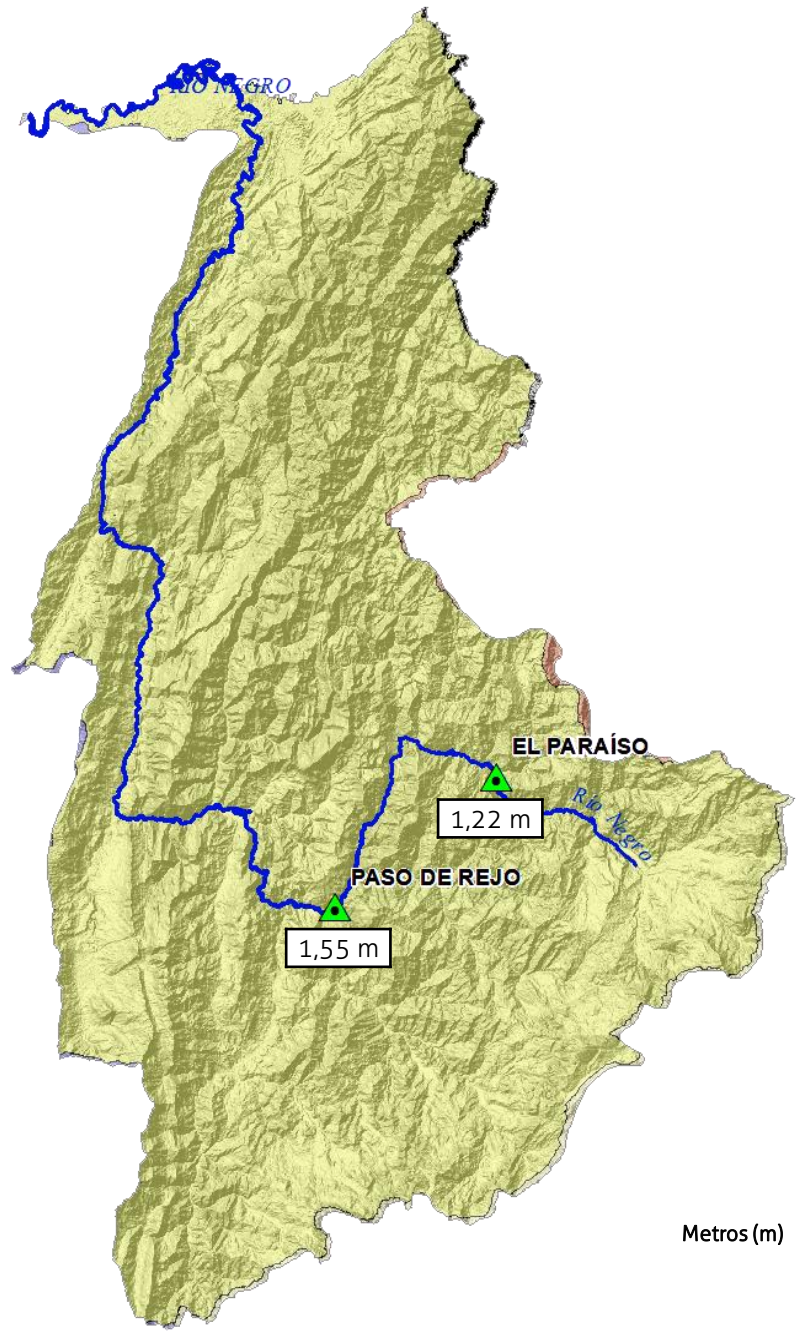 RÍO NEGRO
EL PARAÍSO
1,22 m
Río Negro
PASO DE REJO
1,55 m
Metros (m)